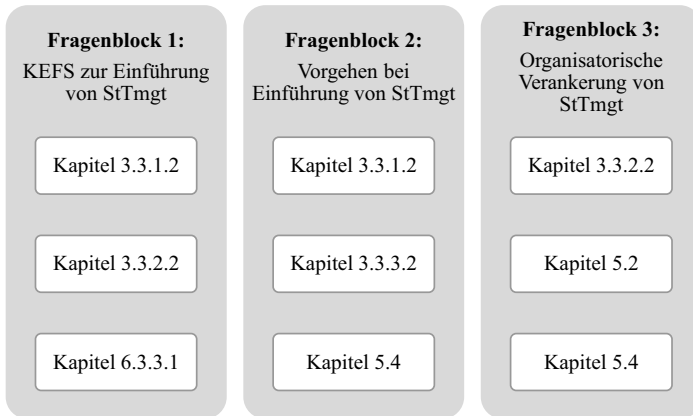 Fragenblock 1:
KEFS zur Einführung
von StTmgt
Kapitel 3.3.1.2
Kapitel 3.3.2.2
Kapitel 6.3.3.1
Fragenblock 2:
Vorgehen bei
Einführung von StTmgt
Kapitel 3.3.1.2
Kapitel 3.3.3.2
Kapitel 5.4
Fragenblock 3:
Organisatorische
Verankerung von
StTmgt
Kapitel 3.3.2.2
Kapitel 5.2
Kapitel 5.4